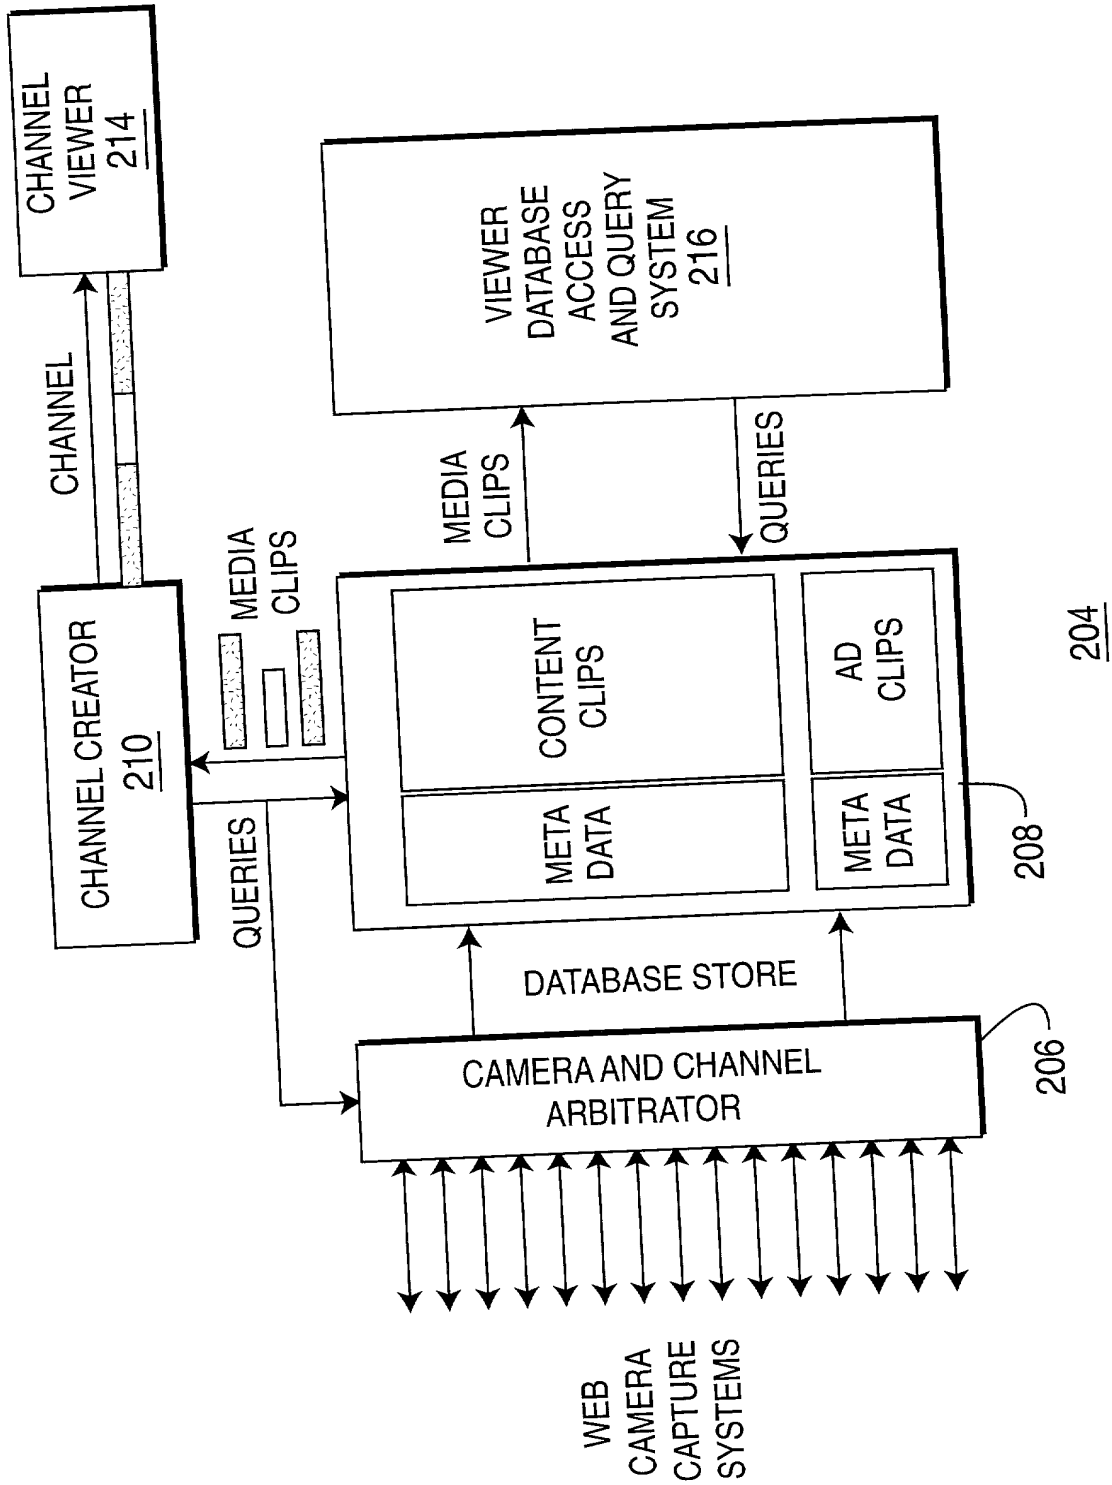 CHANNEL
VIEWER
214
CHANNEL
CHANNEL CREATOR
210
MEDIA
CLIPS
QUERIES
VIEWER
DATABASE
ACCESS
AND QUERY
SYSTEM
216
MEDIA
CLIPS
QUERIES
CONTENT
CLIPS
AD
CLIPS
META
DATA
META
DATA
208
DATABASE STORE
CAMERA AND CHANNEL
ARBITRATOR
206
WEB
CAMERA
CAPTURE
SYSTEMS
204